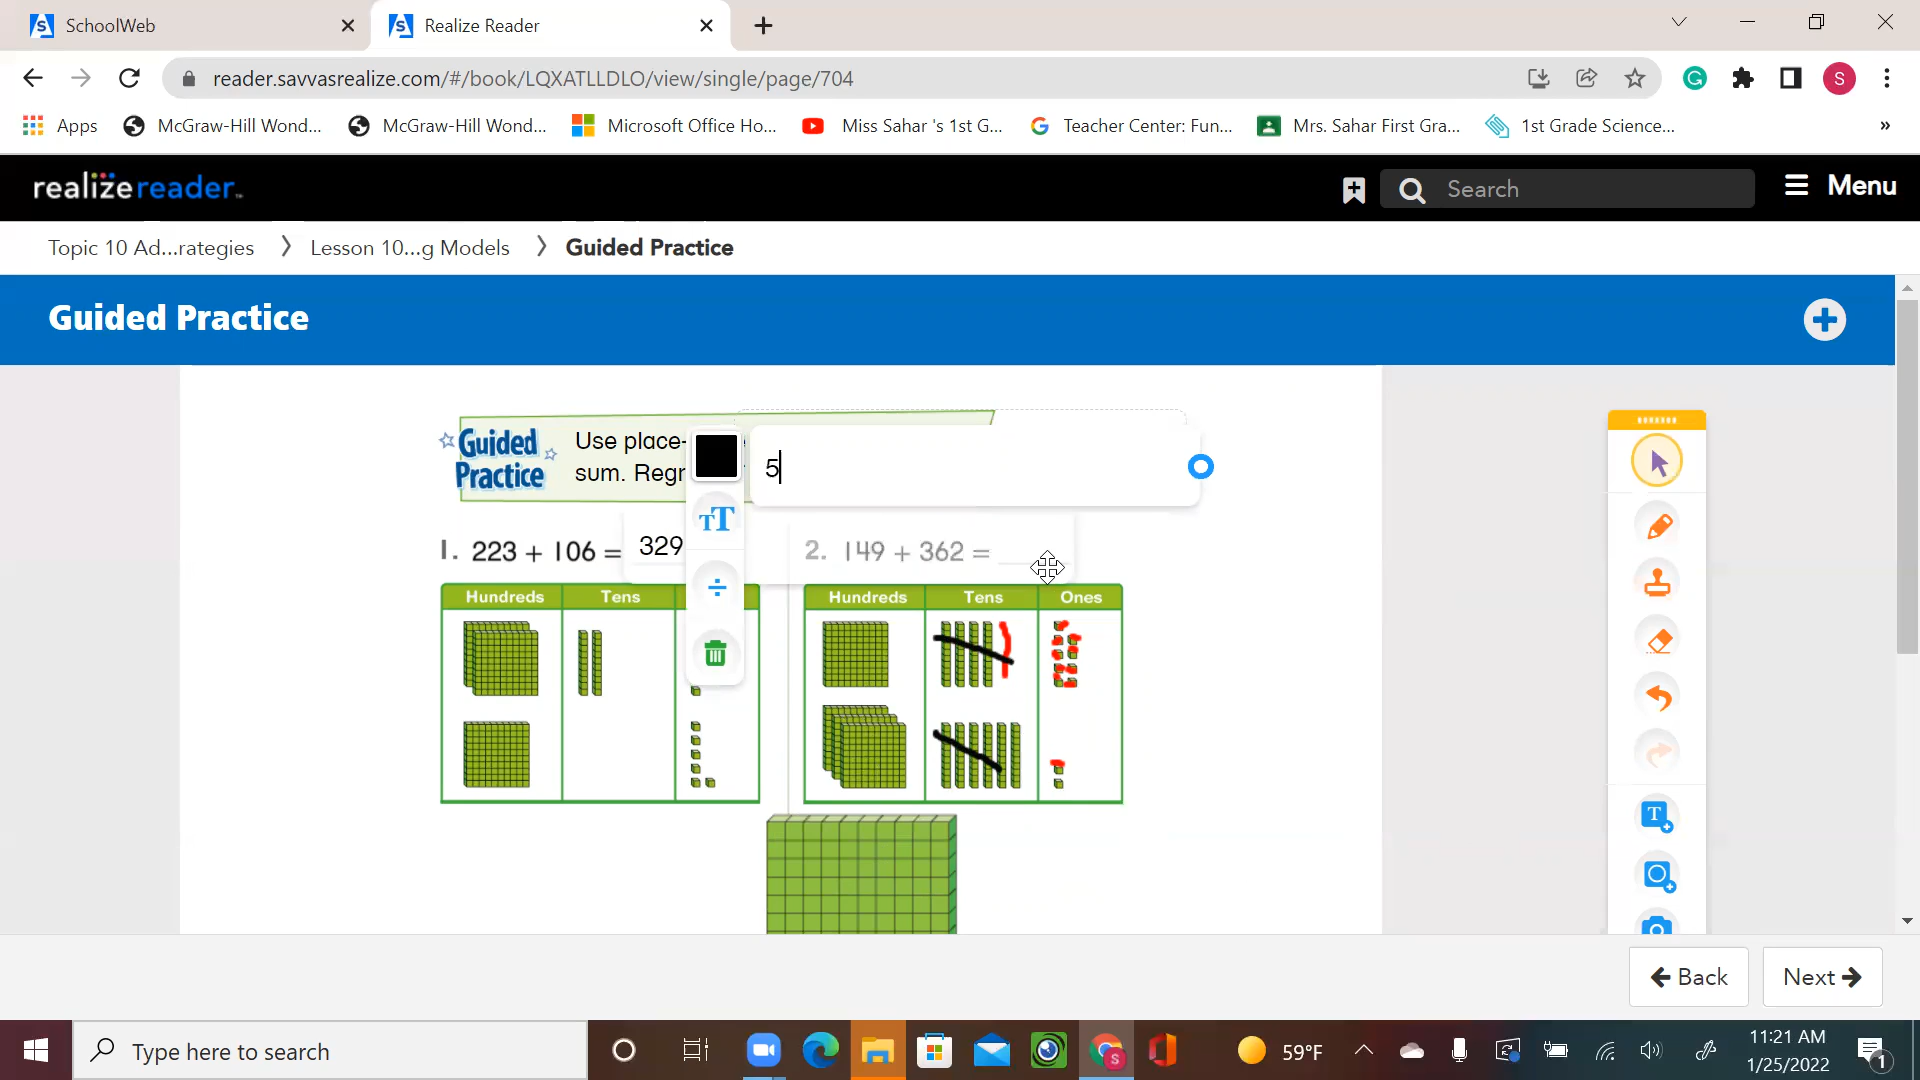 SchoolWeb
Realize Reader
reader.savvasrealize.com/#/book/LQXATLLDLO/view/single/page/704
S
Apps
McGraw-Hill Wond...
McGraw-Hill Wond...
Microsoft Office Ho...
Miss Sahar 's 1st G...
Teacher Center: Fun...
Mrs. Sahar First Gra...
1st Grade Science...
»
realizereader
Search
Menu
Topic 10 Ad...rategies
Lesson 10...g Models
Guided Practice
Guided Practice
Guided Practice
Use place-
sum. Regr
5
TT
÷
1. 223 + 106 = 329
2. 149 + 362 =
Hundreds Tens
Hundreds Tens Ones
T
Back
Next
Type here to search
59°F
11:21 AM
1/25/2022
1